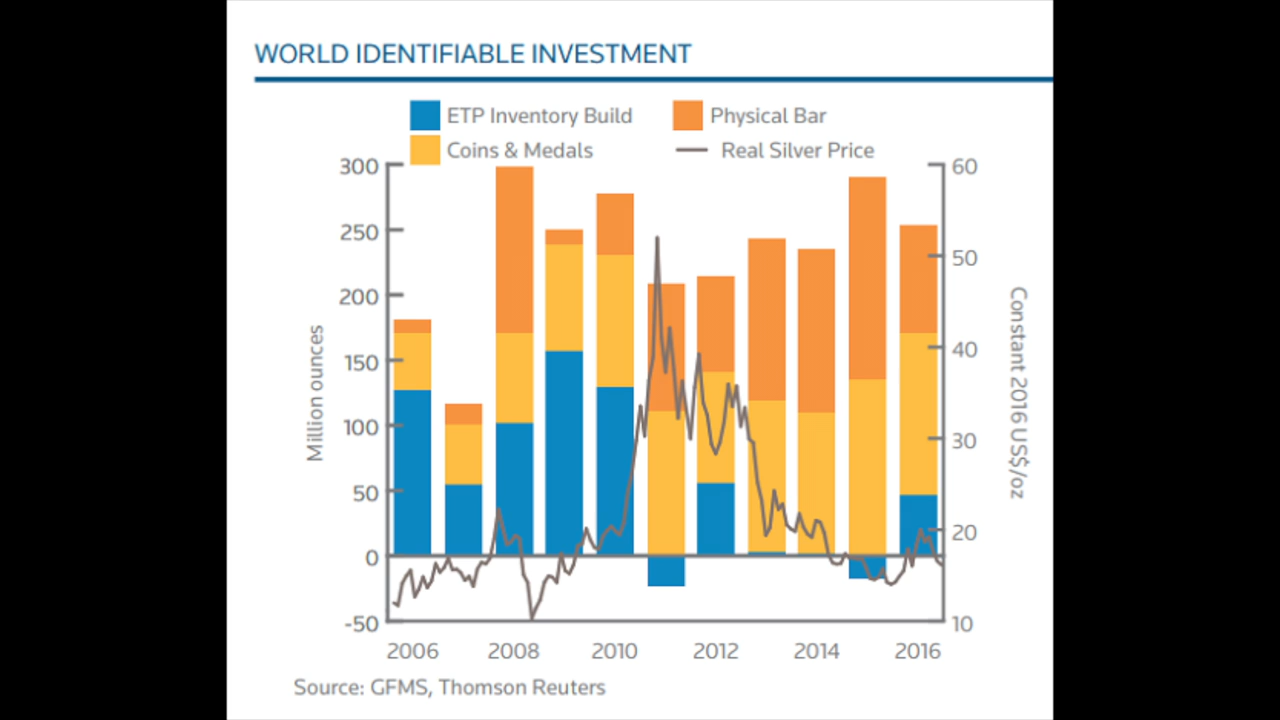 WORLD IDENTIFIABLE INVESTMENT
ETP Inventory Build
Physical Bar
Coins & Medals
Real Silver Price
300
250
200
150
100
50
0
-50
Million ounces
60
50
40
30
20
10
Constant 2016 US$/oz
2006 2008 2010 2012 2014 2016
Source: GFMS, Thomson Reuters